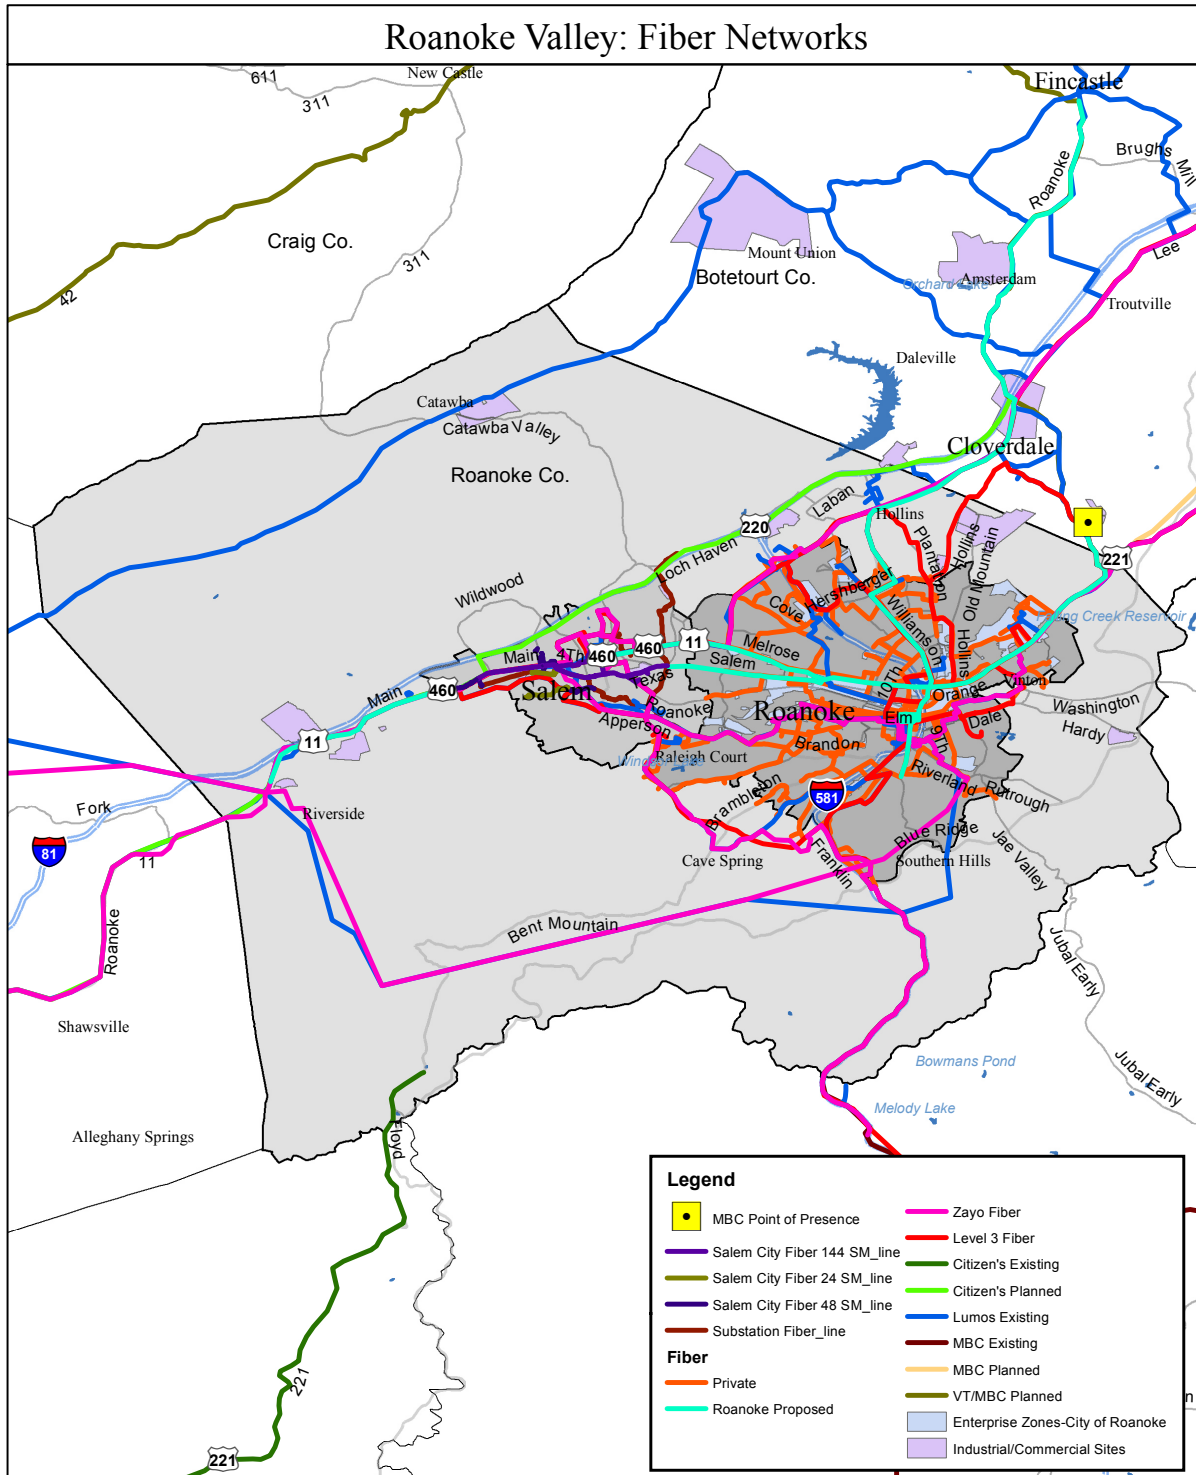 Roanoke Valley: Fiber Networks
611
New Castle
311
Fincastle
Brughs
Mill
Roanoke
Craig Co.
311
42
Mount Union
Botetourt Co.
Lee
Amsterdam
Orchard Lake
Troutville
Daleville
Catawba
Catawba Valley
Cloverdale
Roanoke Co.
Laban
Hollins
220
Plantation
Hollins
Old Mountain
221
Loch Haven
Wildwood
Hershberger
Cove
Williamson
Falling Creek Reservoir
Hollins
11
Melrose
Main
4Th
460
460
Salem
Texas
Main
460
Salem
10Th
Orange
Vinton
Roanoke
Roanoke
Elm
Washington
Apperson
Dale
Hardy
9Th
11
Brandon
Raleigh Court
Riverland
Rutrough
Brambleton
581
Fork
Riverside
Blue Ridge
81
11
Cave Spring
Franklin
Southern Hills
Jae Valley
Bent Mountain
Roanoke
Jubal Early
Shawsville
Bowmans Pond
Jubal Early
Melody Lake
Alleghany Springs
Floyd
221
221
Legend
MBC Point of Presence
Salem City Fiber 144 SM_line
Salem City Fiber 24 SM_line
Salem City Fiber 48 SM_line
Substation Fiber_line
Fiber
Private
Roanoke Proposed
Zayo Fiber
Level 3 Fiber
Citizen's Existing
Citizen's Planned
Lumos Existing
MBC Existing
MBC Planned
VT/MBC Planned
Enterprise Zones-City of Roanoke
Industrial/Commercial Sites